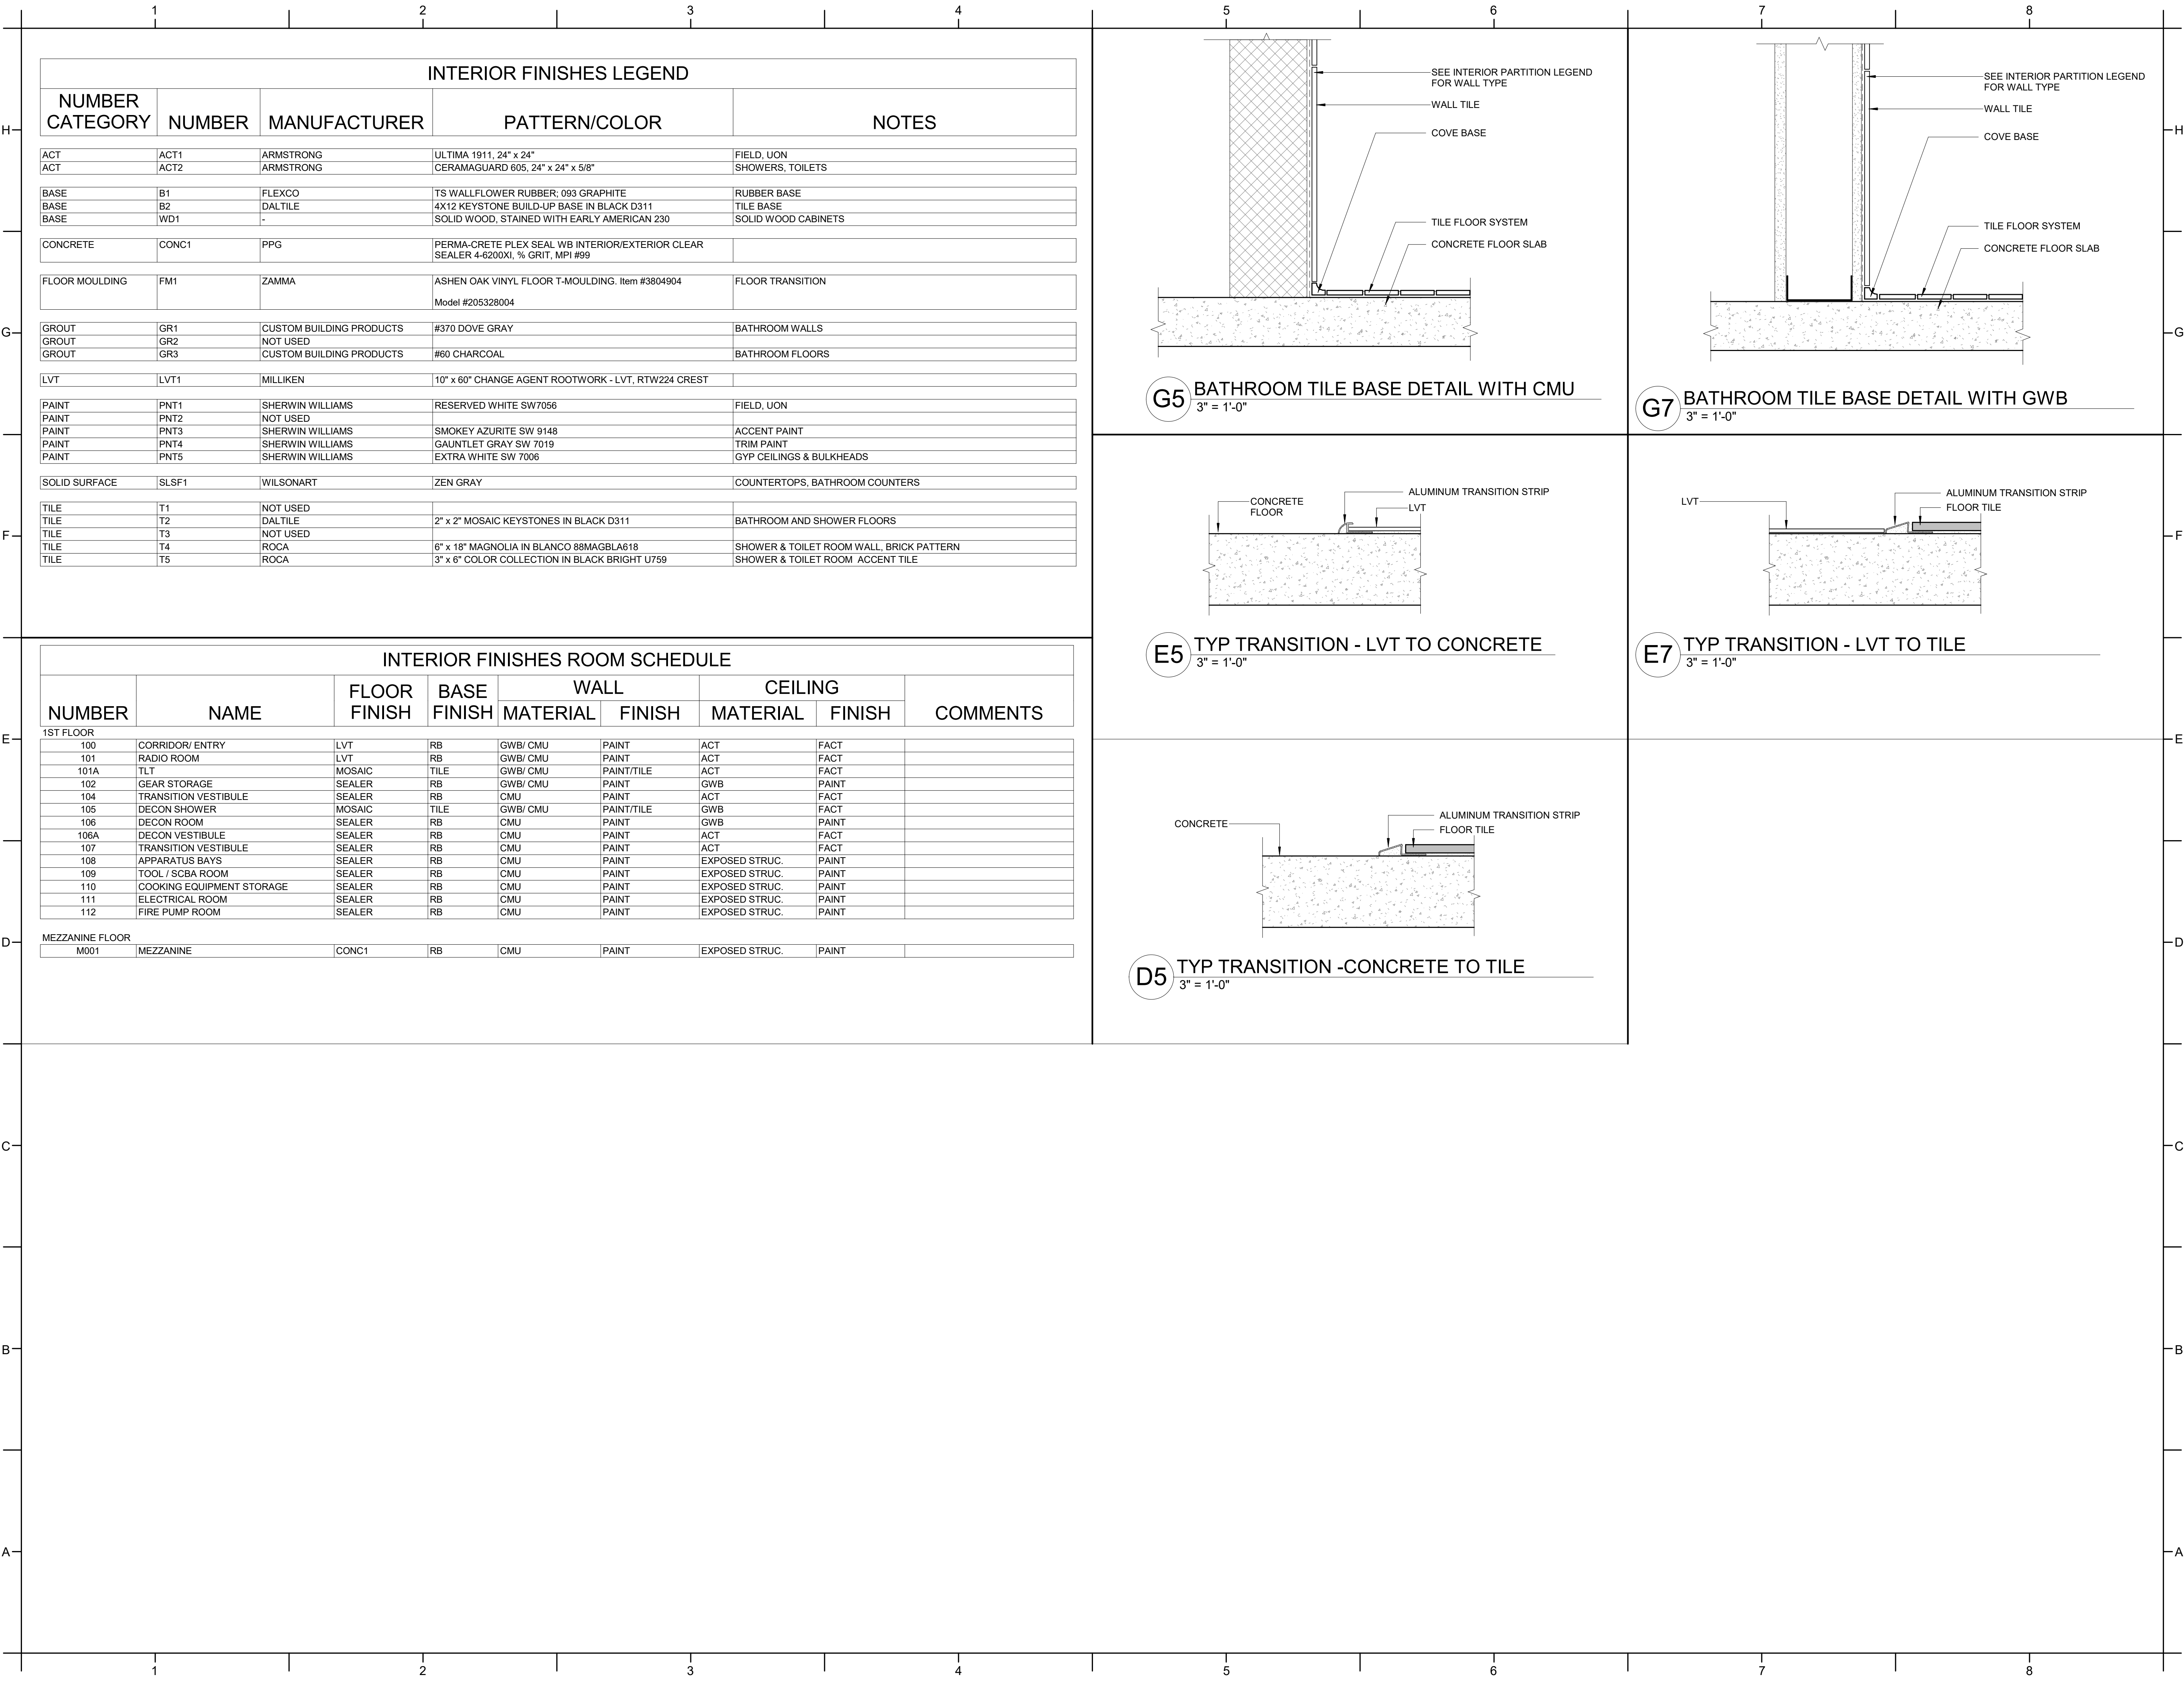 1 2 3 4 5 6 7 8
H G F E D C B A
INTERIOR FINISHES LEGEND
NUMBER CATEGORY NUMBER MANUFACTURER PATTERN/COLOR NOTES
ACT ACT1 ARMSTRONG ULTIMA 1911, 24" x 24" FIELD, UON
ACT ACT2 ARMSTRONG CERAMAGUARD 605, 24" x 24" x 5/8" SHOWERS, TOILETS
BASE B1 FLEXCO TS WALLFLOWER RUBBER; 093 GRAPHITE RUBBER BASE
BASE B2 DALTILE 4X12 KEYSTONE BUILD-UP BASE IN BLACK D311 TILE BASE
BASE WD1 - SOLID WOOD, STAINED WITH EARLY AMERICAN 230 SOLID WOOD CABINETS
CONCRETE CONC1 PPG PERMA-CRETE PLEX SEAL WB INTERIOR/EXTERIOR CLEAR
SEALER 4-6200XI, % GRIT, MPI #99
FLOOR MOULDING FM1 ZAMMA ASHEN OAK VINYL FLOOR T-MOULDING. Item #3804904 FLOOR TRANSITION
Model #205328004
GROUT GR1 CUSTOM BUILDING PRODUCTS #370 DOVE GRAY BATHROOM WALLS
GROUT GR2 NOT USED
GROUT GR3 CUSTOM BUILDING PRODUCTS #60 CHARCOAL BATHROOM FLOORS
LVT LVT1 MILLIKEN 10" x 60" CHANGE AGENT ROOTWORK - LVT, RTW224 CREST
PAINT PNT1 SHERWIN WILLIAMS RESERVED WHITE SW7056 FIELD, UON
PAINT PNT2 NOT USED
PAINT PNT3 SHERWIN WILLIAMS SMOKEY AZURITE SW 9148 ACCENT PAINT
PAINT PNT4 SHERWIN WILLIAMS GAUNTLET GRAY SW 7019 TRIM PAINT
PAINT PNT5 SHERWIN WILLIAMS EXTRA WHITE SW 7006 GYP CEILINGS & BULKHEADS
SOLID SURFACE SLSF1 WILSONART ZEN GRAY COUNTERTOPS, BATHROOM COUNTERS
TILE T1 NOT USED
TILE T2 DALTILE 2" x 2" MOSAIC KEYSTONES IN BLACK D311 BATHROOM AND SHOWER FLOORS
TILE T3 NOT USED
TILE T4 ROCA 6" x 18" MAGNOLIA IN BLANCO 88MAGBLA618 SHOWER & TOILET ROOM WALL, BRICK PATTERN
TILE T5 ROCA 3" x 6" COLOR COLLECTION IN BLACK BRIGHT U759 SHOWER & TOILET ROOM ACCENT TILE
INTERIOR FINISHES ROOM SCHEDULE
NUMBER NAME FLOOR FINISH BASE FINISH WALL MATERIAL FINISH CEILING MATERIAL FINISH COMMENTS
1ST FLOOR
100 CORRIDOR/ ENTRY LVT RB GWB/ CMU PAINT ACT FACT
101 RADIO ROOM LVT RB GWB/ CMU PAINT ACT FACT
101A TLT MOSAIC TILE GWB/ CMU PAINT/TILE ACT FACT
102 GEAR STORAGE SEALER RB GWB/ CMU PAINT GWB PAINT
104 TRANSITION VESTIBULE SEALER RB CMU PAINT ACT FACT
105 DECON SHOWER MOSAIC TILE GWB/ CMU PAINT/TILE GWB FACT
106 DECON ROOM SEALER RB CMU PAINT GWB PAINT
106A DECON VESTIBULE SEALER RB CMU PAINT ACT FACT
107 TRANSITION VESTIBULE SEALER RB CMU PAINT ACT FACT
108 APPARATUS BAYS SEALER RB CMU PAINT EXPOSED STRUC. PAINT
109 TOOL / SCBA ROOM SEALER RB CMU PAINT EXPOSED STRUC. PAINT
110 COOKING EQUIPMENT STORAGE SEALER RB CMU PAINT EXPOSED STRUC. PAINT
111 ELECTRICAL ROOM SEALER RB CMU PAINT EXPOSED STRUC. PAINT
112 FIRE PUMP ROOM SEALER RB CMU PAINT EXPOSED STRUC. PAINT
MEZZANINE FLOOR
M001 MEZZANINE CONC1 RB CMU PAINT EXPOSED STRUC. PAINT
SEE INTERIOR PARTITION LEGEND
FOR WALL TYPE
WALL TILE
COVE BASE
TILE FLOOR SYSTEM
CONCRETE FLOOR SLAB
G5 BATHROOM TILE BASE DETAIL WITH CMU
3" = 1'-0"
SEE INTERIOR PARTITION LEGEND
FOR WALL TYPE
WALL TILE
COVE BASE
TILE FLOOR SYSTEM
CONCRETE FLOOR SLAB
G7 BATHROOM TILE BASE DETAIL WITH GWB
3" = 1'-0"
CONCRETE
FLOOR
ALUMINUM TRANSITION STRIP
LVT
E5 TYP TRANSITION - LVT TO CONCRETE
3" = 1'-0"
LVT
ALUMINUM TRANSITION STRIP
FLOOR TILE
E7 TYP TRANSITION - LVT TO TILE
3" = 1'-0"
CONCRETE
ALUMINUM TRANSITION STRIP
FLOOR TILE
D5 TYP TRANSITION -CONCRETE TO TILE
3" = 1'-0"
H G F E D C B A
1 2 3 4 5 6 7 8